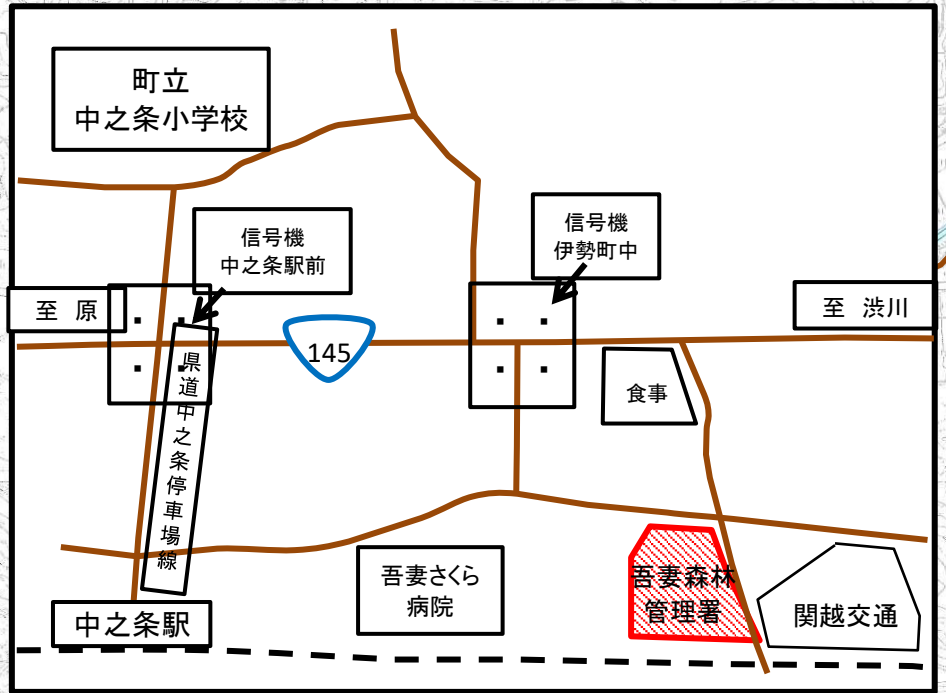 町立
中之条小学校
信号機
中之条駅前
信号機
伊勢町中
至 原
至 渋川
145
県道中之条停車場線
食事
吾妻さくら
病院
吾妻森林
管理署
関越交通
中之条駅